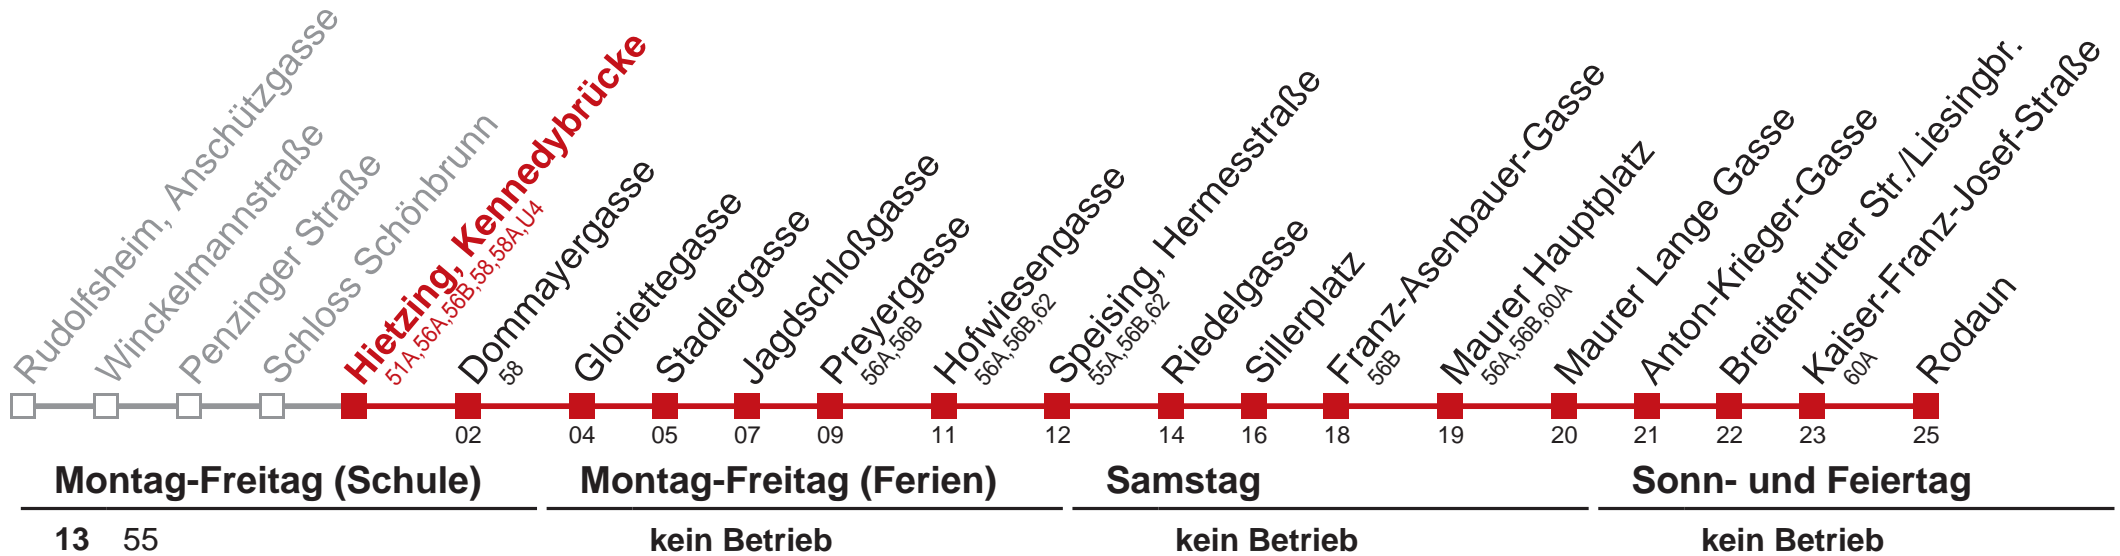 Rudolfsheim, Anschützgasse
Winckelmannstraße
Penzinger Straße
Schloss Schönbrunn
Hietzing, Kennedybrücke
51A,56A,56B,58,58A,U4
Dommayergasse
58
Gloriettegasse
Stadlergasse
Jagdschloßgasse
Preyergasse
56A,56B
Hofwiesengasse
56A,56B,62
Speising, Hermesstraße
55A,56B,62
Riedelgasse
Sillerplatz
Franz-Asenbauer-Gasse
56B
Maurer Hauptplatz
56A,56B,60A
Maurer Lange Gasse
Anton-Krieger-Gasse
Breitenfurter Str./Liesingbr.
Kaiser-Franz-Josef-Straße
60A
Rodaun
02 04 05 07 09 11 12 14 16 18 19 20 21 22 23 25
Montag-Freitag (Schule) Montag-Freitag (Ferien) Samstag Sonn- und Feiertag
13 55 kein Betrieb kein Betrieb kein Betrieb